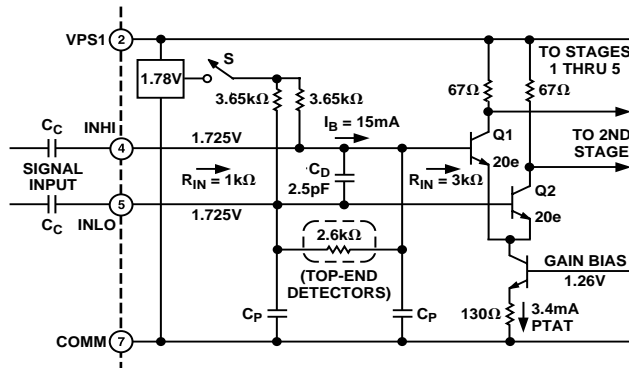 VPS1 2
TO STAGES
1 THRU 5
S
1.78V
3.65kΩ
3.65kΩ
67Ω
67Ω
CC
INHI
4
1.725V
IB = 15mA
Q1
20e
TO 2ND
STAGE
SIGNAL
INPUT
RIN = 1kΩ
CD
2.5pF
RIN = 3kΩ
Q2
20e
5
INLO
CC
1.725V
2.6kΩ
(TOP-END
DETECTORS)
GAIN BIAS
1.26V
CP
CP
130Ω
3.4mA
PTAT
COMM 7